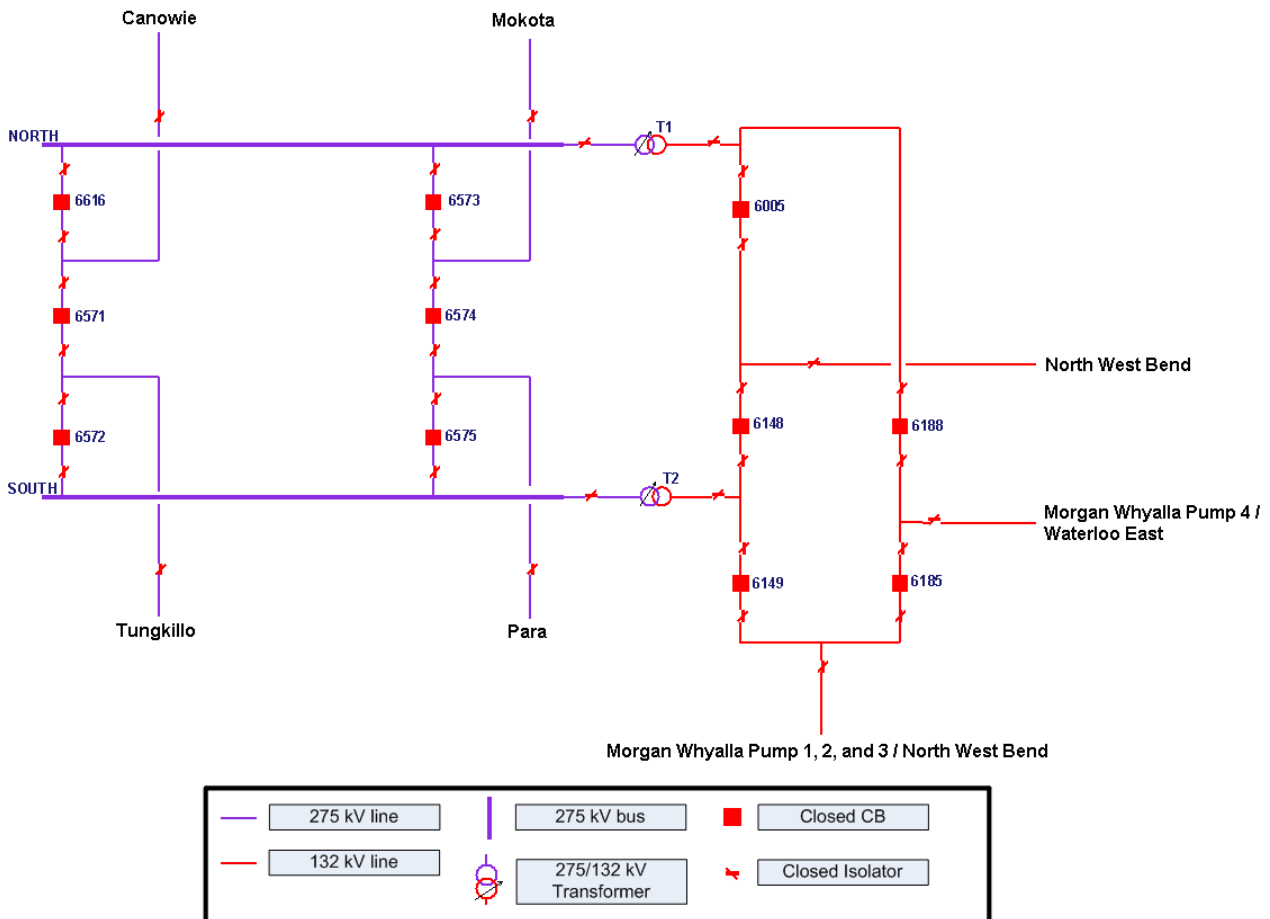 Canowie
Mokota
NORTH
T1
6616
6573
6005
6571
6574
North West Bend
6572
6575
6148
6188
SOUTH
T2
Morgan Whyalla Pump 4 /
Waterloo East
6149
6185
Tungkillo
Para
Morgan Whyalla Pump 1, 2, and 3 / North West Bend
275 kV line
275 kV bus
Closed CB
132 kV line
275/132 kV
Transformer
Closed Isolator